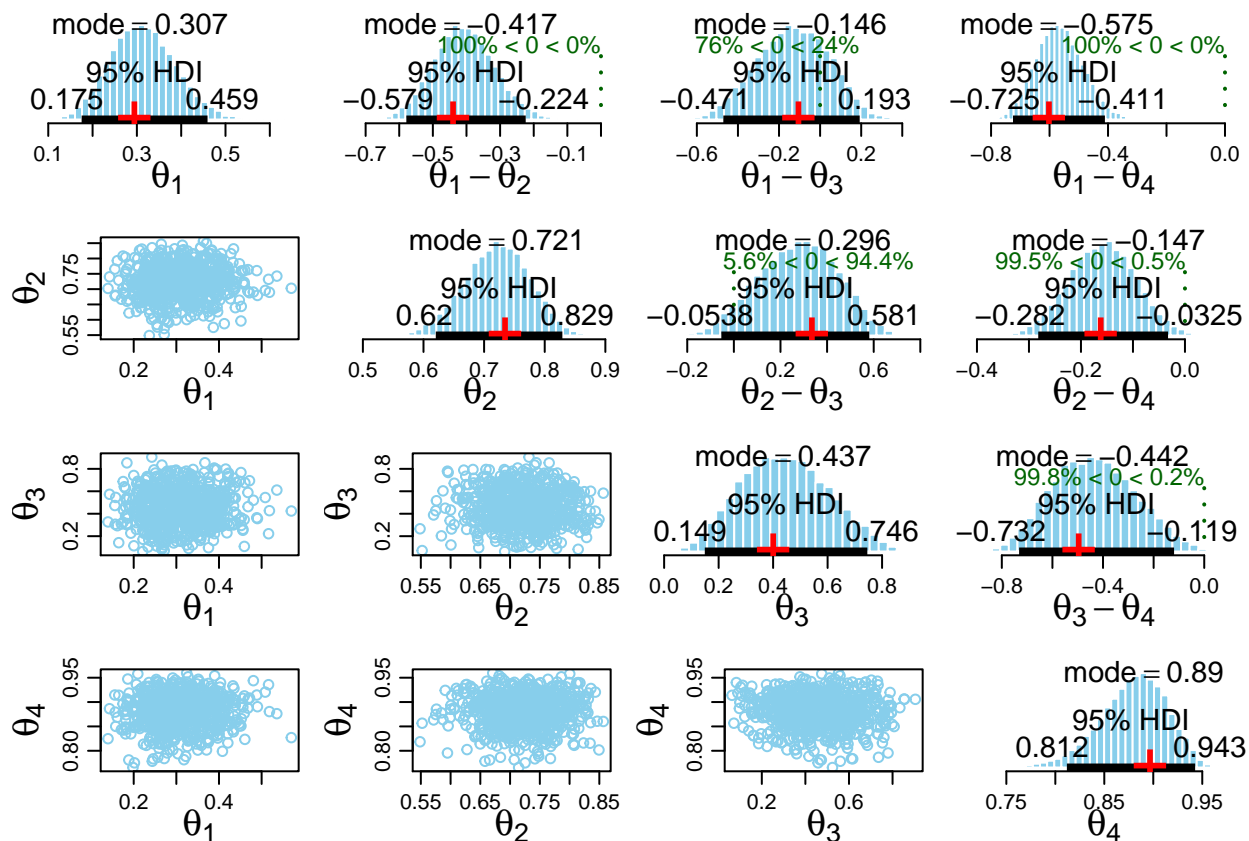 mode = 0.307
95% HDI
0.175 0.459
0.1 0.3 0.5
θ1
mode = −0.417
100% < 0 < 0%
95% HDI
−0.579 −0.224
−0.7 −0.5 −0.3 −0.1
θ1 − θ2
mode = −0.146
76% < 0 < 24%
95% HDI
−0.471 0.193
−0.6 −0.2 0.2
θ1 − θ3
mode = −0.575
100% < 0 < 0%
95% HDI
−0.725 −0.411
−0.8 −0.4 0.0
θ1 − θ4
θ2
0.55 0.75
0.2 0.4
θ1
mode = 0.721
95% HDI
0.62 0.829
0.5 0.6 0.7 0.8 0.9
θ2
mode = 0.296
5.6% < 0 < 94.4%
95% HDI
−0.0538 0.581
−0.2 0.2 0.6
θ2 − θ3
mode = −0.147
99.5% < 0 < 0.5%
95% HDI
−0.282 −0.0325
−0.4 −0.2 0.0
θ2 − θ4
θ3
0.2 0.8
0.2 0.4
θ1
θ3
0.2 0.8
0.55 0.65 0.75 0.85
θ2
mode = 0.437
95% HDI
0.149 0.746
0.0 0.2 0.4 0.6 0.8
θ3
mode = −0.442
99.8% < 0 < 0.2%
95% HDI
−0.732 −0.119
−0.8 −0.4 0.0
θ3 − θ4
θ4
0.80 0.95
0.2 0.4
θ1
θ4
0.80 0.95
0.55 0.65 0.75 0.85
θ2
θ4
0.80 0.95
0.2 0.6
θ3
mode = 0.89
95% HDI
0.812 0.943
0.75 0.85 0.95
θ4